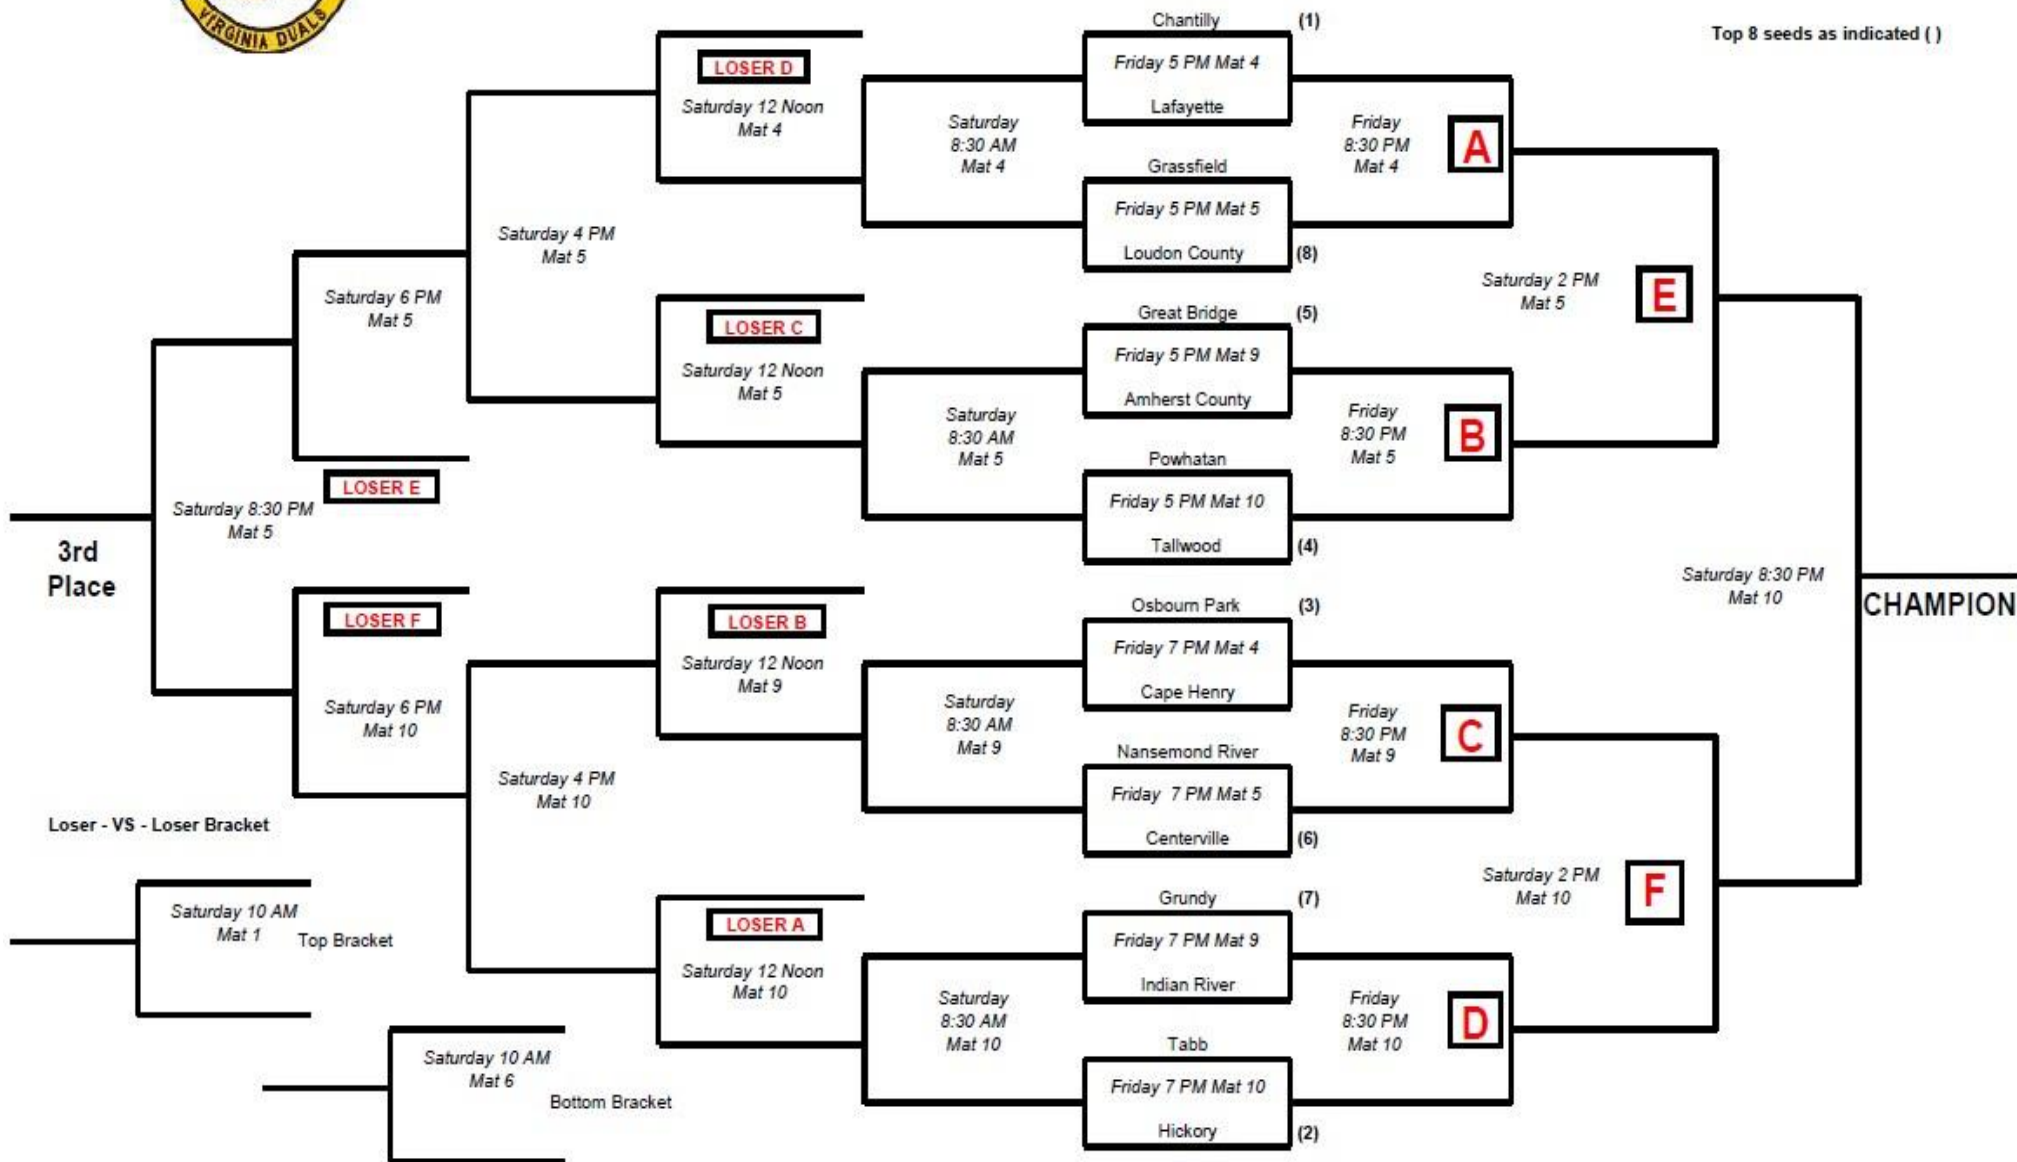 VIRGINIA DUALS
Top 8 seeds as indicated ( )
Chantilly (1)
Friday 5 PM Mat 4
Lafayette
Grassfield
Friday 5 PM Mat 5
Loudon County (8)
Great Bridge (5)
Friday 5 PM Mat 9
Amherst County
Powhatan
Friday 5 PM Mat 10
Tallwood (4)
Osbourn Park (3)
Friday 7 PM Mat 4
Cape Henry
Nansemond River
Friday 7 PM Mat 5
Centerville (6)
Grundy (7)
Friday 7 PM Mat 9
Indian River
Tabb
Friday 7 PM Mat 10
Hickory (2)
Friday
8:30 PM
Mat 4
A
Friday
8:30 PM
Mat 5
B
Friday
8:30 PM
Mat 9
C
Friday
8:30 PM
Mat 10
D
Saturday 2 PM
Mat 5
E
Saturday 2 PM
Mat 10
F
Saturday 8:30 PM
Mat 10
CHAMPION
Saturday
8:30 AM
Mat 4
Saturday
8:30 AM
Mat 5
Saturday
8:30 AM
Mat 9
Saturday
8:30 AM
Mat 10
LOSER D
Saturday 12 Noon
Mat 4
LOSER C
Saturday 12 Noon
Mat 5
LOSER B
Saturday 12 Noon
Mat 9
LOSER A
Saturday 12 Noon
Mat 10
Saturday 4 PM
Mat 5
Saturday 4 PM
Mat 10
Saturday 6 PM
Mat 5
LOSER E
LOSER F
Saturday 6 PM
Mat 10
Saturday 8:30 PM
Mat 5
3rd
Place
Loser - VS - Loser Bracket
Saturday 10 AM
Mat 1
Top Bracket
Saturday 10 AM
Mat 6
Bottom Bracket